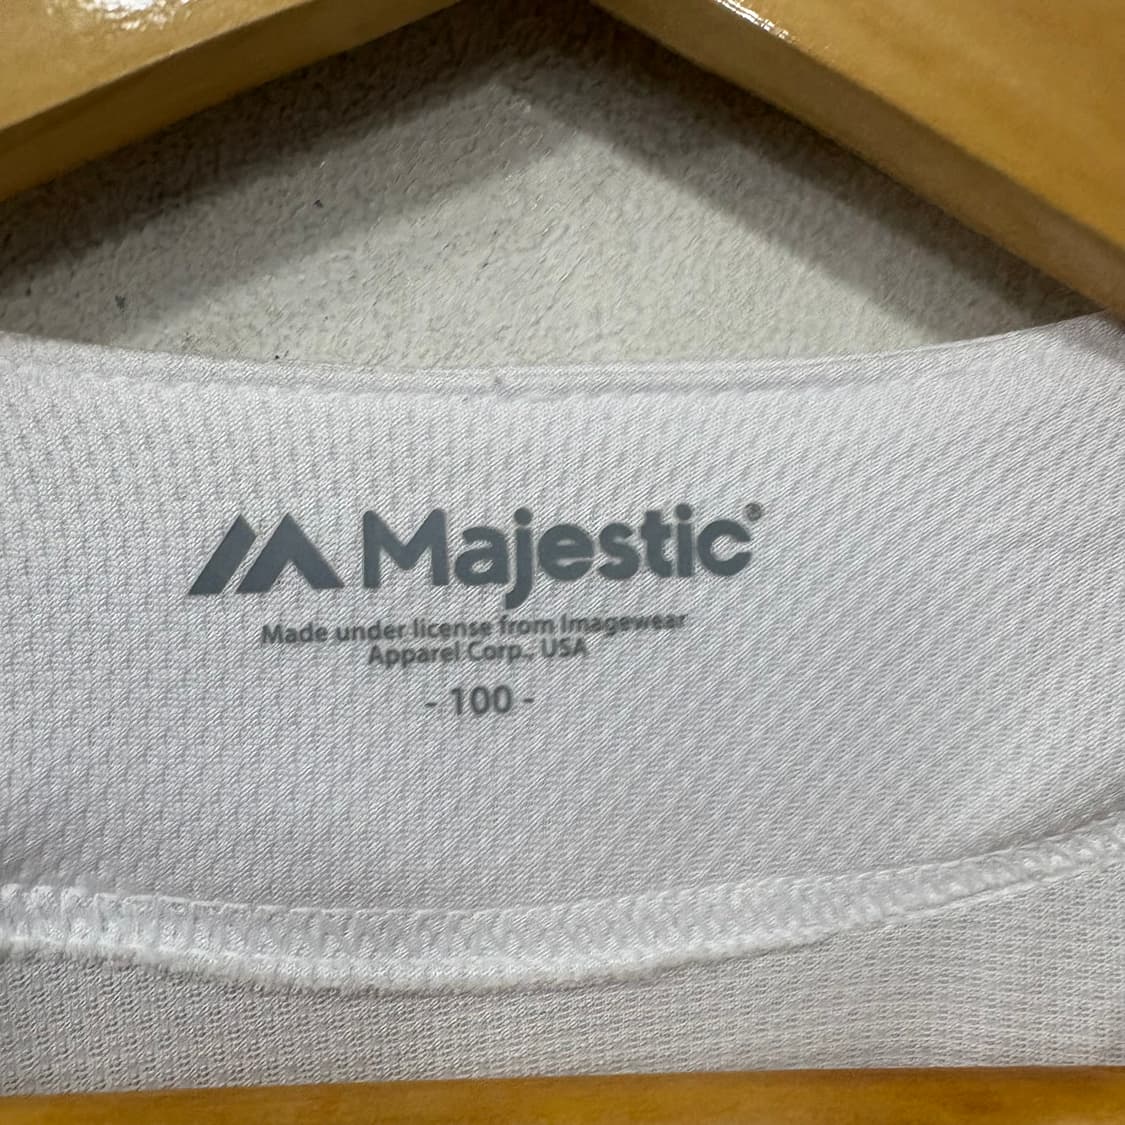 Majestic®
Made under license from Imagewear
Apparel Corp., USA
- 100 -